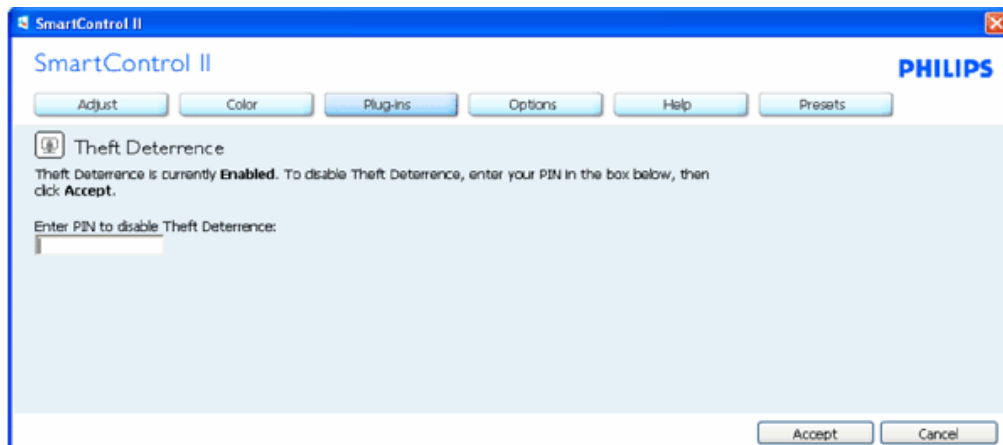 SmartControl II
SmartControl II
PHILIPS
Adjust Color Plug-ins Options Help Presets
Theft Deterrence
Theft Deterrence is currently Enabled. To disable Theft Deterrence, enter your PIN in the box below, then
click Accept.
Enter PIN to disable Theft Deterrence:
Accept Cancel